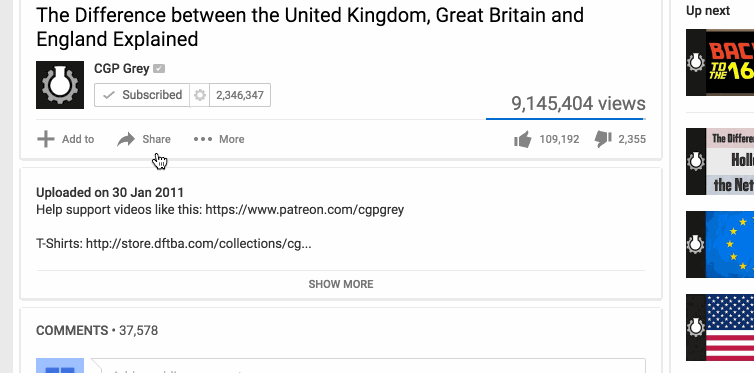 The Difference between the United Kingdom, Great Britain and
England Explained
CGP Grey
Subscribed 2,346,347
9,145,404 views
Add to Share More 109,192 2,355
Uploaded on 30 Jan 2011
Help support videos like this: https://www.patreon.com/cgpgrey
T-Shirts: http://store.dftba.com/collections/cg...
SHOW MORE
COMMENTS • 37,578
Up next
BAC
TO
THE 16
The Differen
Holl
the Net